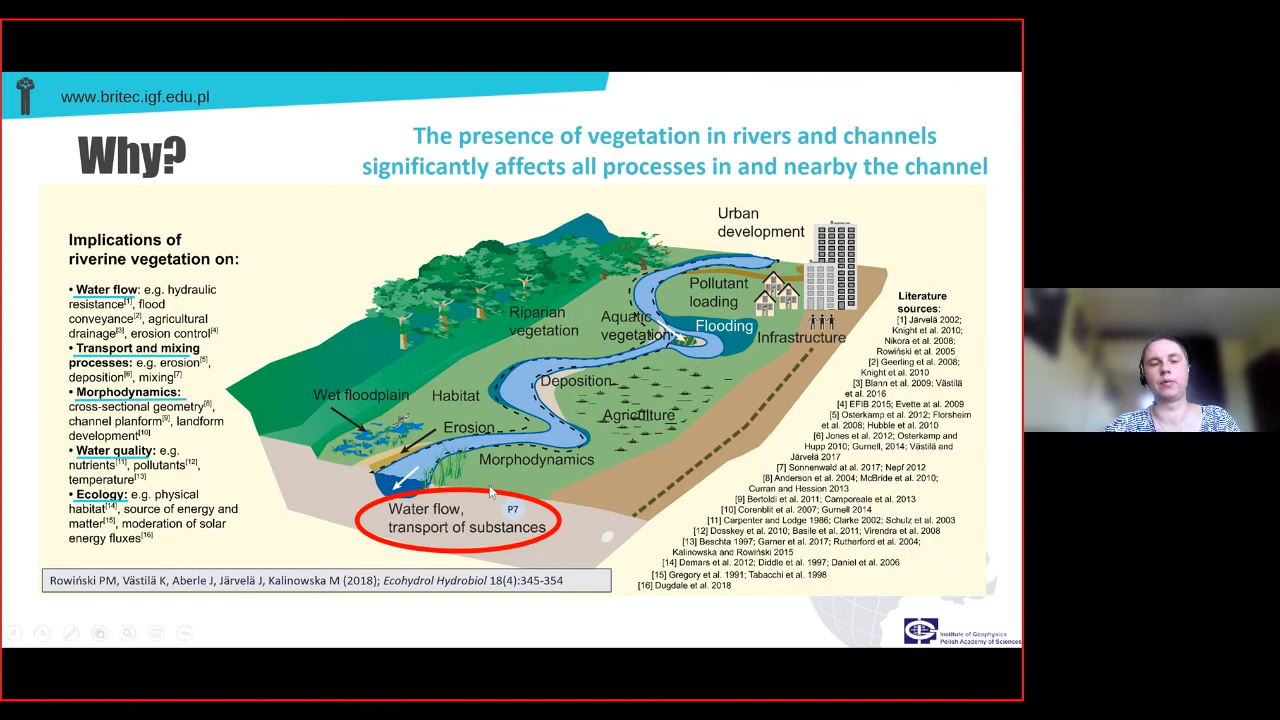 www.britec.igf.edu.pl
Why?
The presence of vegetation in rivers and channels
significantly affects all processes in and nearby the channel
Implications of
riverine vegetation on:
• Water flow: e.g. hydraulic
resistance[1], flood
conveyance[2], agricultural
drainage[3], erosion control[4]
• Transport and mixing
processes: e.g. erosion[5],
deposition[6], mixing[7]
• Morphodynamics:
cross-sectional geometry[8],
channel planform[9], landform
development[10]
• Water quality: e.g.
nutrients[11], pollutants[12],
temperature[13]
• Ecology: e.g. physical
habitat[14], source of energy and
matter[15], moderation of solar
energy fluxes[16]
Urban
development
Pollutant
loading
Riparian
vegetation
Aquatic
vegetation
Flooding
Infrastructure
Deposition
Wet floodplain
Habitat
Agriculture
Erosion
Morphodynamics
Water flow,
transport of substances
P7
Literature
sources:
[1] Järvelä 2002;
Knight et al. 2010;
Nikora et al. 2008;
Rowiński et al. 2005
[2] Geerling et al. 2008;
Knight et al. 2010
[3] Blann et al. 2009; Västilä
et al. 2016
[4] EFIB 2015; Evette et al. 2009
[5] Osterkamp et al. 2012; Florsheim
et al. 2008; Hubble et al. 2010
[6] Jones et al. 2012; Osterkamp and
Hupp 2010; Gurnell, 2014; Västilä and
Järvelä 2017
[7] Sonnenwald at al. 2017; Nepf 2012
[8] Anderson et al. 2004; McBride et al. 2010;
Curran and Hession 2013
[9] Bertoldi et al. 2011; Camporeale et al. 2013
[10] Corenblit et al. 2007; Gurnell 2014
[11] Carpenter and Lodge 1986; Clarke 2002; Schulz et al. 2003
[12] Dosskey et al. 2010; Basile et al. 2011; Virendra et al. 2008
[13] Beschta 1997; Garner et al. 2017; Rutherford et al. 2004;
Kalinowska and Rowiński 2015
[14] Demars et al. 2012; Diddle et al. 1997; Daniel et al. 2006
[15] Gregory et al. 1991; Tabacchi et al. 1998
[16] Dugdale et al. 2018
Rowiński PM, Västilä K, Aberle J, Järvelä J, Kalinowska M (2018); Ecohydrol Hydrobiol 18(4):345-354
Institute of Geophysics
Polish Academy of Sciences